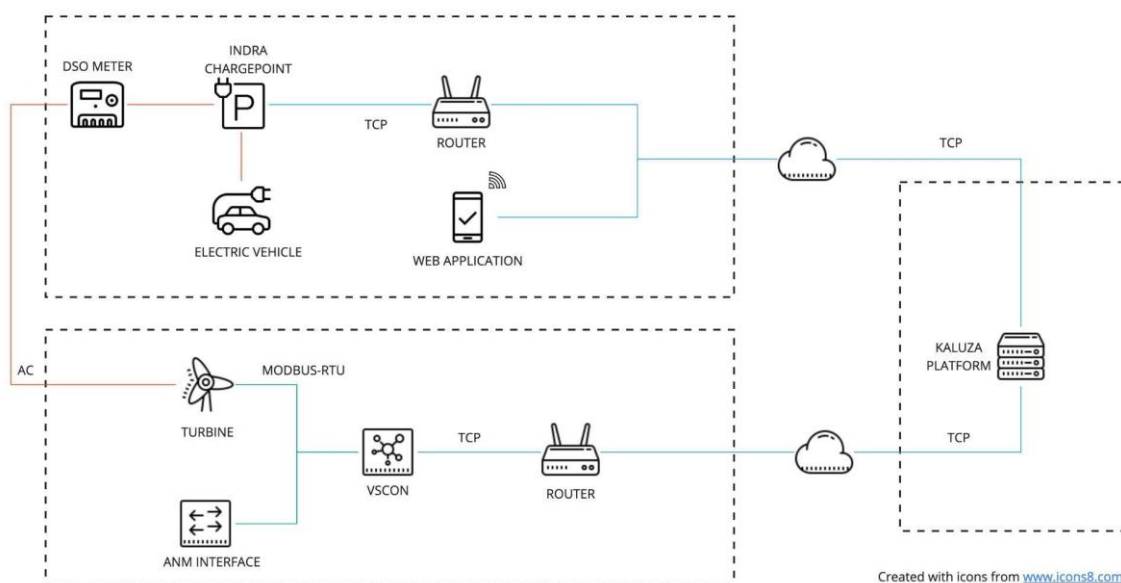 DSO METER
INDRA
CHARGEPOINT
P
TCP
ROUTER
ELECTRIC VEHICLE
WEB APPLICATION
TCP
AC
MODBUS-RTU
TURBINE
VSCON
TCP
ROUTER
ANM INTERFACE
KALUZA
PLATFORM
TCP
Created with icons from www.icons8.com